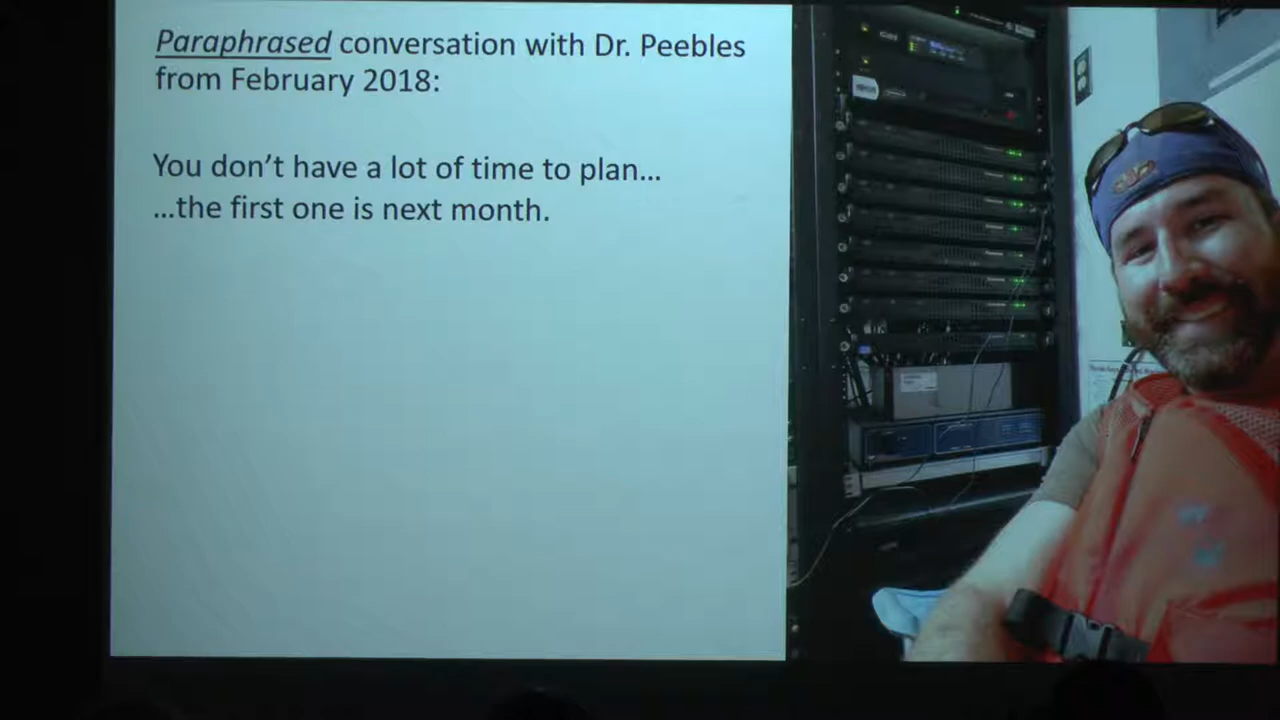 Paraphrased conversation with Dr. Peebles
from February 2018:
You don't have a lot of time to plan...
...the first one is next month.